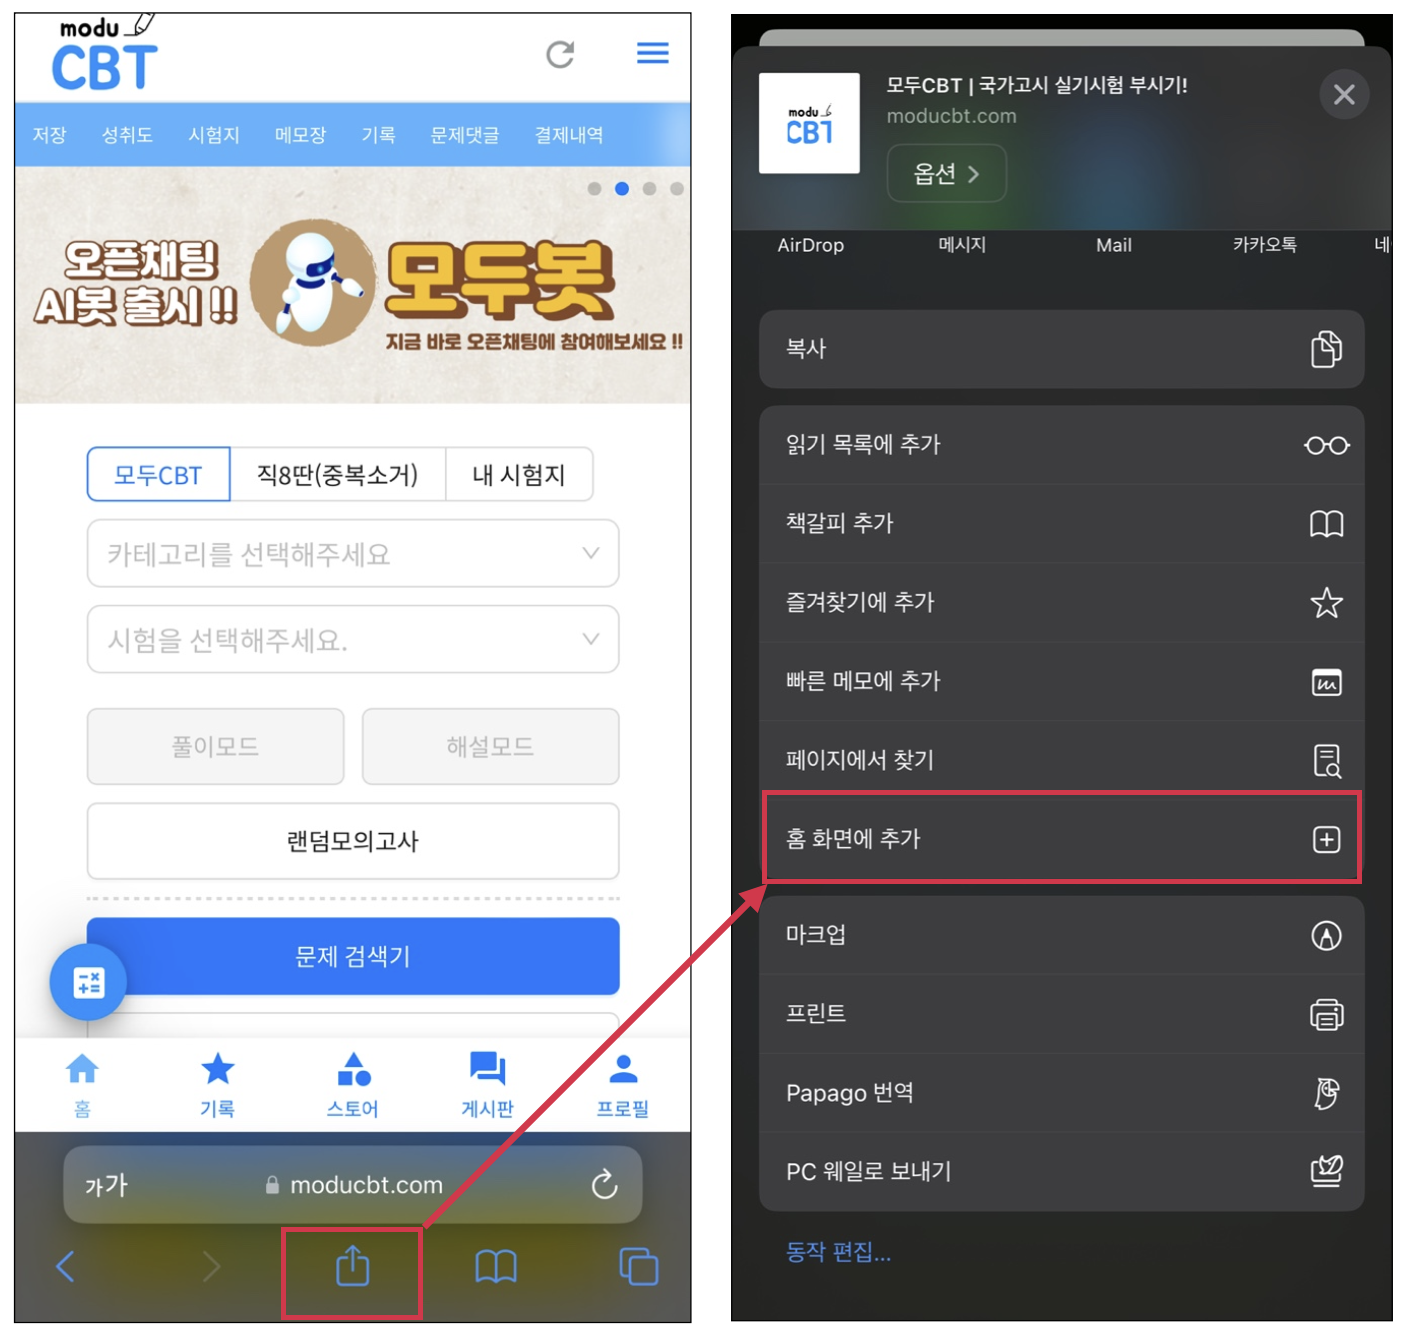 modu
CBT
저장 성취도 시험지 메모장 기록 문제댓글 결제내역
오픈채팅
AI봇 출시 !!
모두봇
지금 바로 오픈채팅에 참여해보세요 !!
모두CBT 직8딴(중복소거) 내 시험지
카테고리를 선택해주세요
시험을 선택해주세요.
풀이모드 해설모드
랜덤모의고사
문제 검색기
홈 기록 스토어 게시판 프로필
가가 moducbt.com
modu
CBT
모두CBT | 국가고시 실기시험 부시기!
moducbt.com
옵션
AirDrop 메시지 Mail 카카오톡
복사
읽기 목록에 추가
책갈피 추가
즐겨찾기에 추가
빠른 메모에 추가
페이지에서 찾기
홈 화면에 추가
마크업
프린트
Papago 번역
PC 웨일로 보내기
동작 편집...